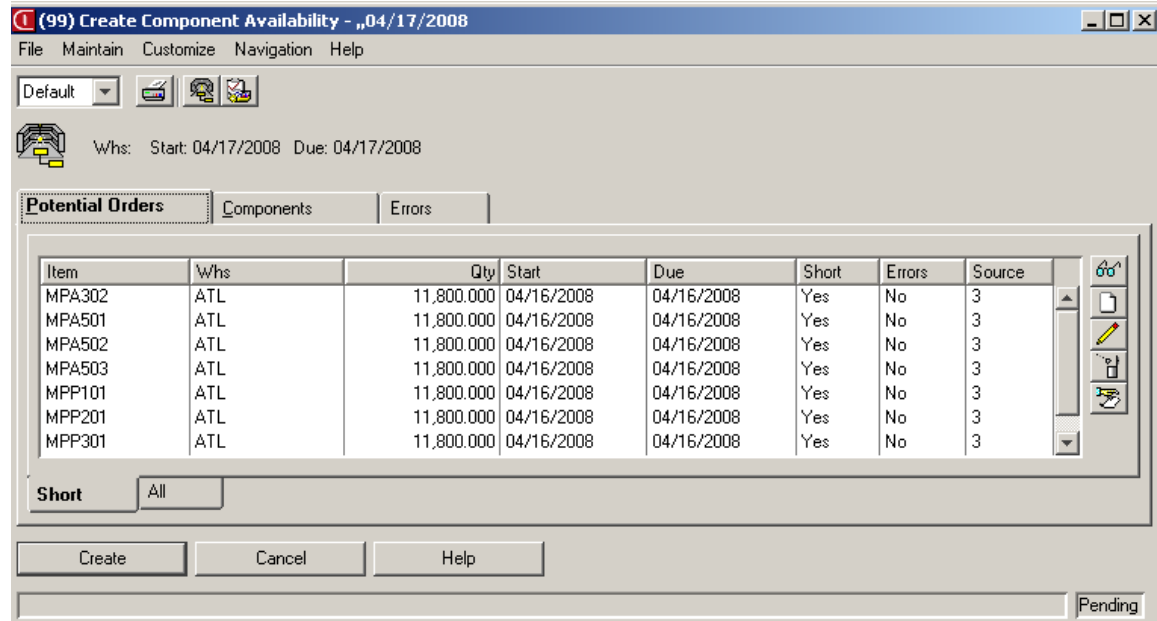 (99) Create Component Availability - ,,04/17/2008
File Maintain Customize Navigation Help
Default
Whs: Start: 04/17/2008 Due: 04/17/2008
Potential Orders Components Errors
Item Whs Qty Start Due Short Errors Source
MPA302 ATL 11,800.000 04/16/2008 04/16/2008 Yes No 3
MPA501 ATL 11,800.000 04/16/2008 04/16/2008 Yes No 3
MPA502 ATL 11,800.000 04/16/2008 04/16/2008 Yes No 3
MPA503 ATL 11,800.000 04/16/2008 04/16/2008 Yes No 3
MPP101 ATL 11,800.000 04/16/2008 04/16/2008 Yes No 3
MPP201 ATL 11,800.000 04/16/2008 04/16/2008 Yes No 3
MPP301 ATL 11,800.000 04/16/2008 04/16/2008 Yes No 3
Short All
Create Cancel Help
Pending